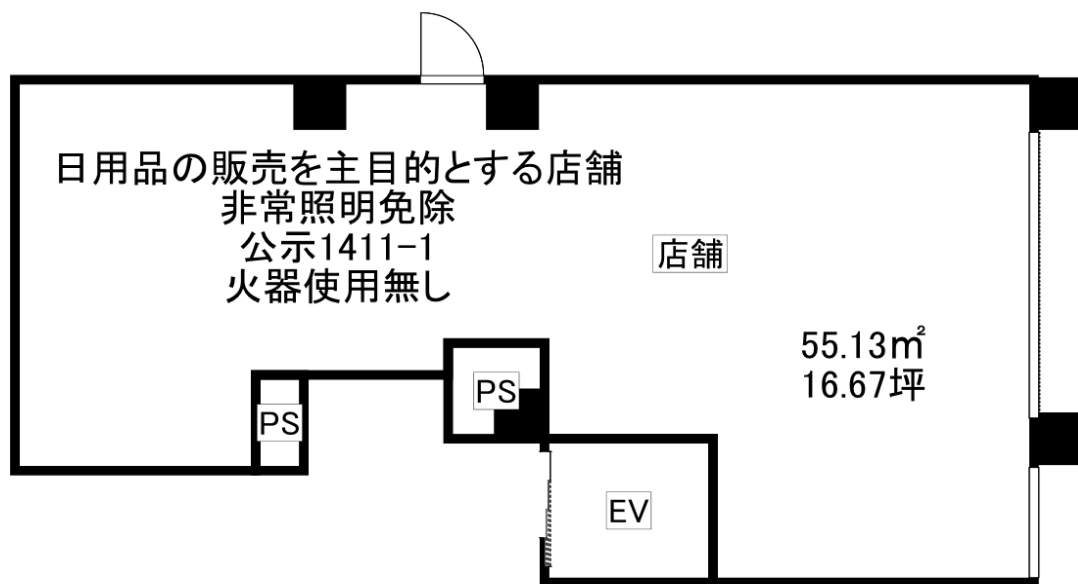 日用品の販売を主目的とする店舗
非常照明免除
公示1411-1
火器使用無し
店舗
55.13㎡
16.67坪
PS
PS
EV